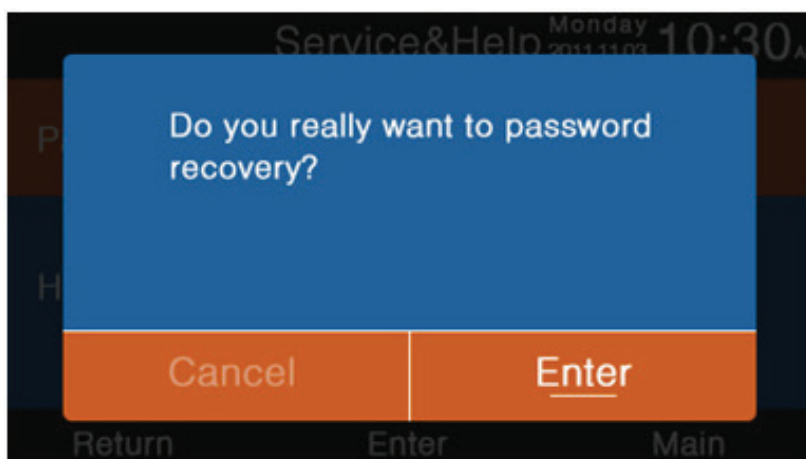 Service&Help
Monday
2011.11.03
10:30
Do you really want to password
recovery?
Cancel
Enter
Return
Enter
Main